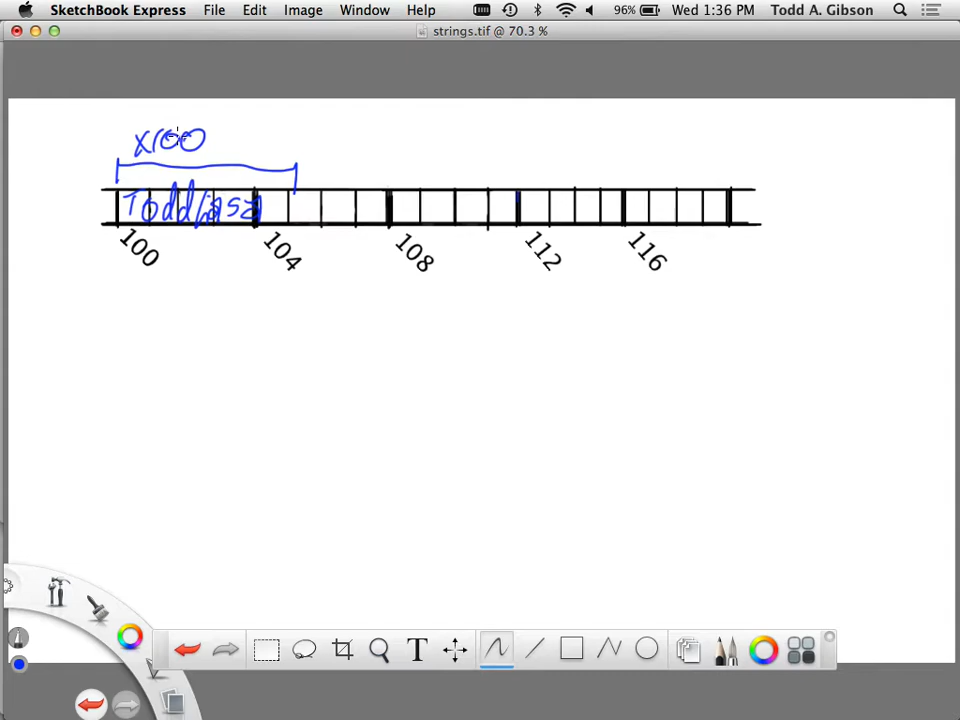 SketchBook Express File Edit Image Window Help 96% Wed 1:36 PM Todd A. Gibson
strings.tif @ 70.3 %
X100
100 104 108 112 116
T